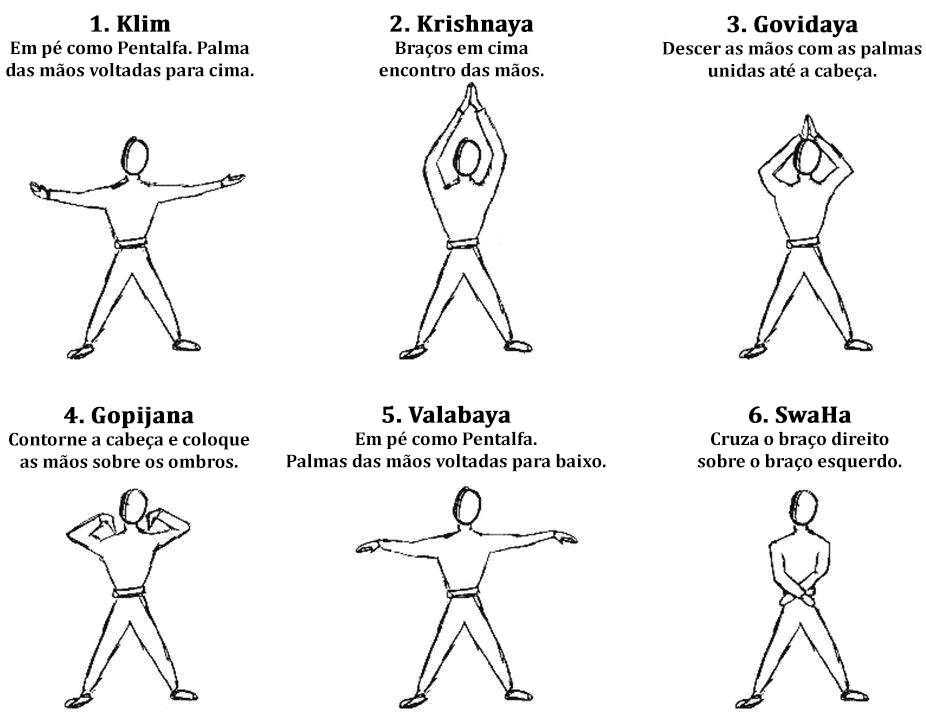 1. Klim
Em pé como Pentalfa. Palma
das mãos voltadas para cima.
2. Krishnaya
Braços em cima
encontro das mãos.
3. Govidaya
Descer as mãos com as palmas
unidas até a cabeça.
4. Gopijana
Contorne a cabeça e coloque
as mãos sobre os ombros.
5. Valabaya
Em pé como Pentalfa.
Palmas das mãos voltadas para baixo.
6. SwaHa
Cruza o braço direito
sobre o braço esquerdo.